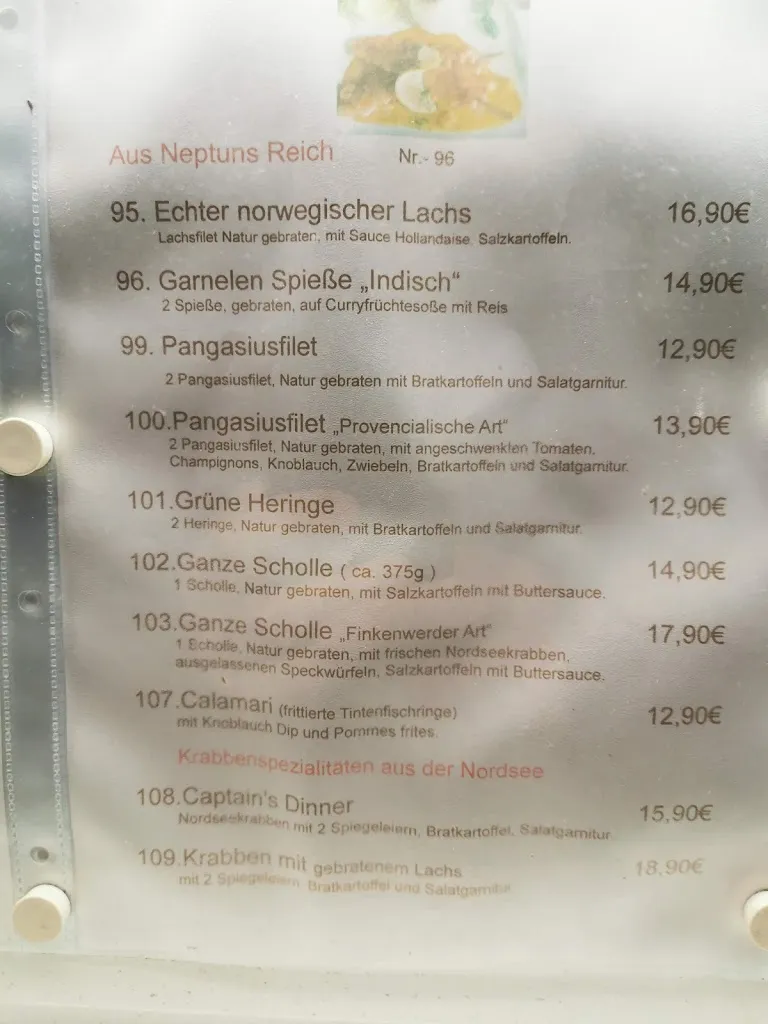 Aus Neptuns Reich
Nr.- 96
95. Echter norwegischer Lachs 16,90€
Lachsfilet Natur gebraten, mit Sauce Hollandaise, Salzkartoffeln.
96. Garnelen Spieße „Indisch“ 14,90€
2 Spieße, gebraten, auf Curryfrüchtesoße mit Reis
99. Pangasiusfilet 12,90€
2 Pangasiusfilet, Natur gebraten mit Bratkartoffeln und Salatgarnitur.
100.Pangasiusfilet „Provencialische Art“ 13,90€
2 Pangasiusfilet, Natur gebraten, mit angeschwenkten Tomaten,
Champignons, Knoblauch, Zwiebeln, Bratkartoffeln und Salatgarnitur.
101.Grüne Heringe 12,90€
2 Heringe, Natur gebraten, mit Bratkartoffeln und Salatgarnitur.
102.Ganze Scholle ( ca. 375g ) 14,90€
1 Scholle, Natur gebraten, mit Salzkartoffeln mit Buttersauce.
103.Ganze Scholle „Finkenwerder Art“ 17,90€
1 Scholle, Natur gebraten, mit frischen Nordseekrabben,
ausgelassenen Speckwürfeln, Salzkartoffeln mit Buttersauce.
107.Calamari (frittierte Tintenfischringe) 12,90€
mit Knoblauch Dip und Pommes frites.
Krabbenspezialitäten aus der Nordsee
108.Captain's Dinner 15,90€
Nordseekrabben mit 2 Spiegeleiern, Bratkartoffel, Salatgarnitur
109.Krabben mit gebratenem Lachs 18,90€
mit 2 Spiegeleiern, Bratkartoffel und Salatgarnitur